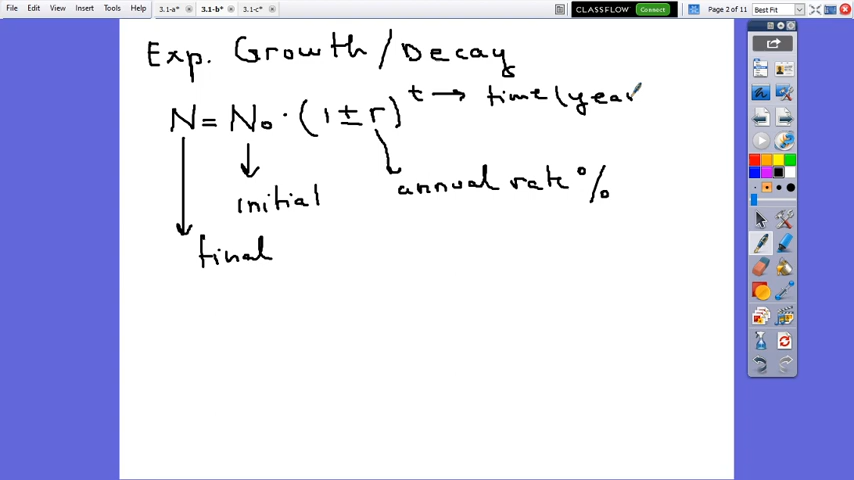 File Edit View Insert Tools 3.1-a* 3.1-b* 3.1-c* CLASSFLOW Connect Page 2 of 11 Best Fit
Exp. Growth/Decay
N = N₀ · (1 ± r)ᵗ → time (year
initial
annual rate %
final